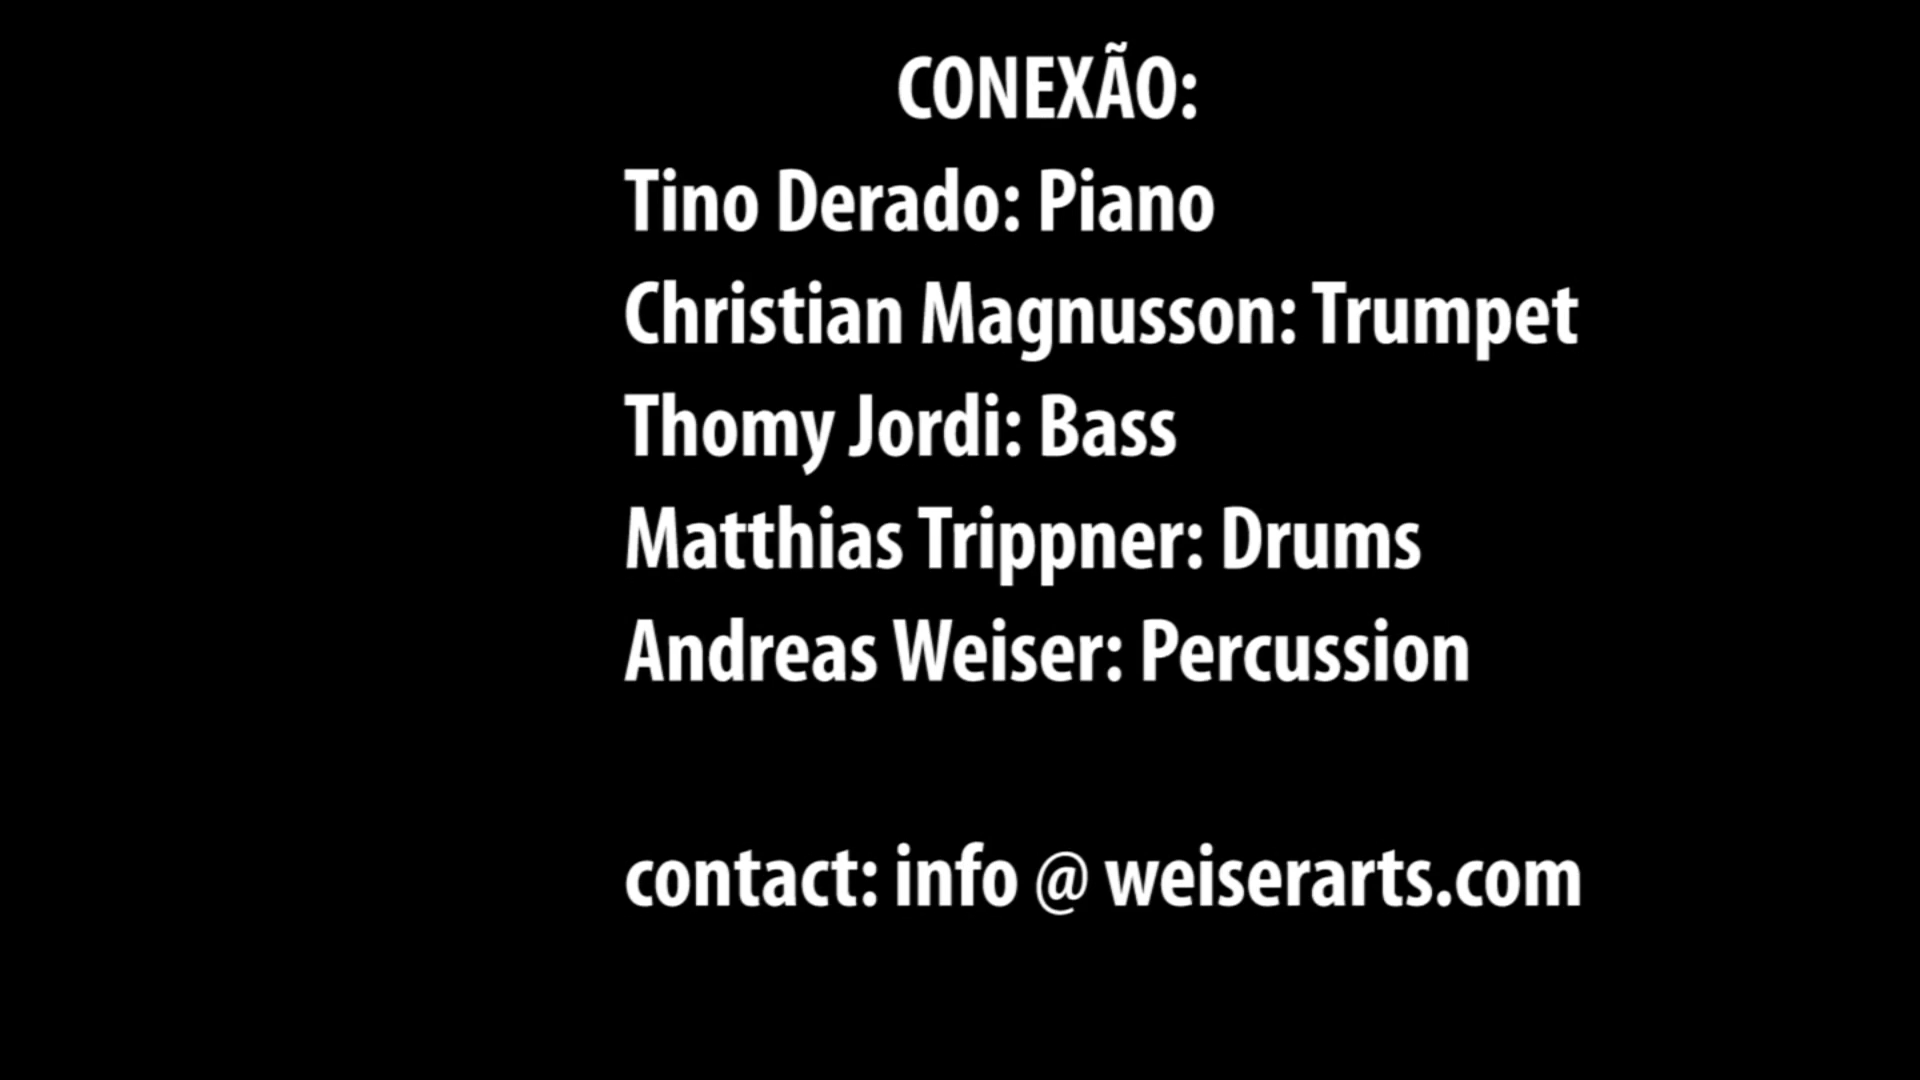 CONEXÃO:
Tino Derado: Piano
Christian Magnusson: Trumpet
Thomy Jordi: Bass
Matthias Trippner: Drums
Andreas Weiser: Percussion
contact: info @ weiserarts.com